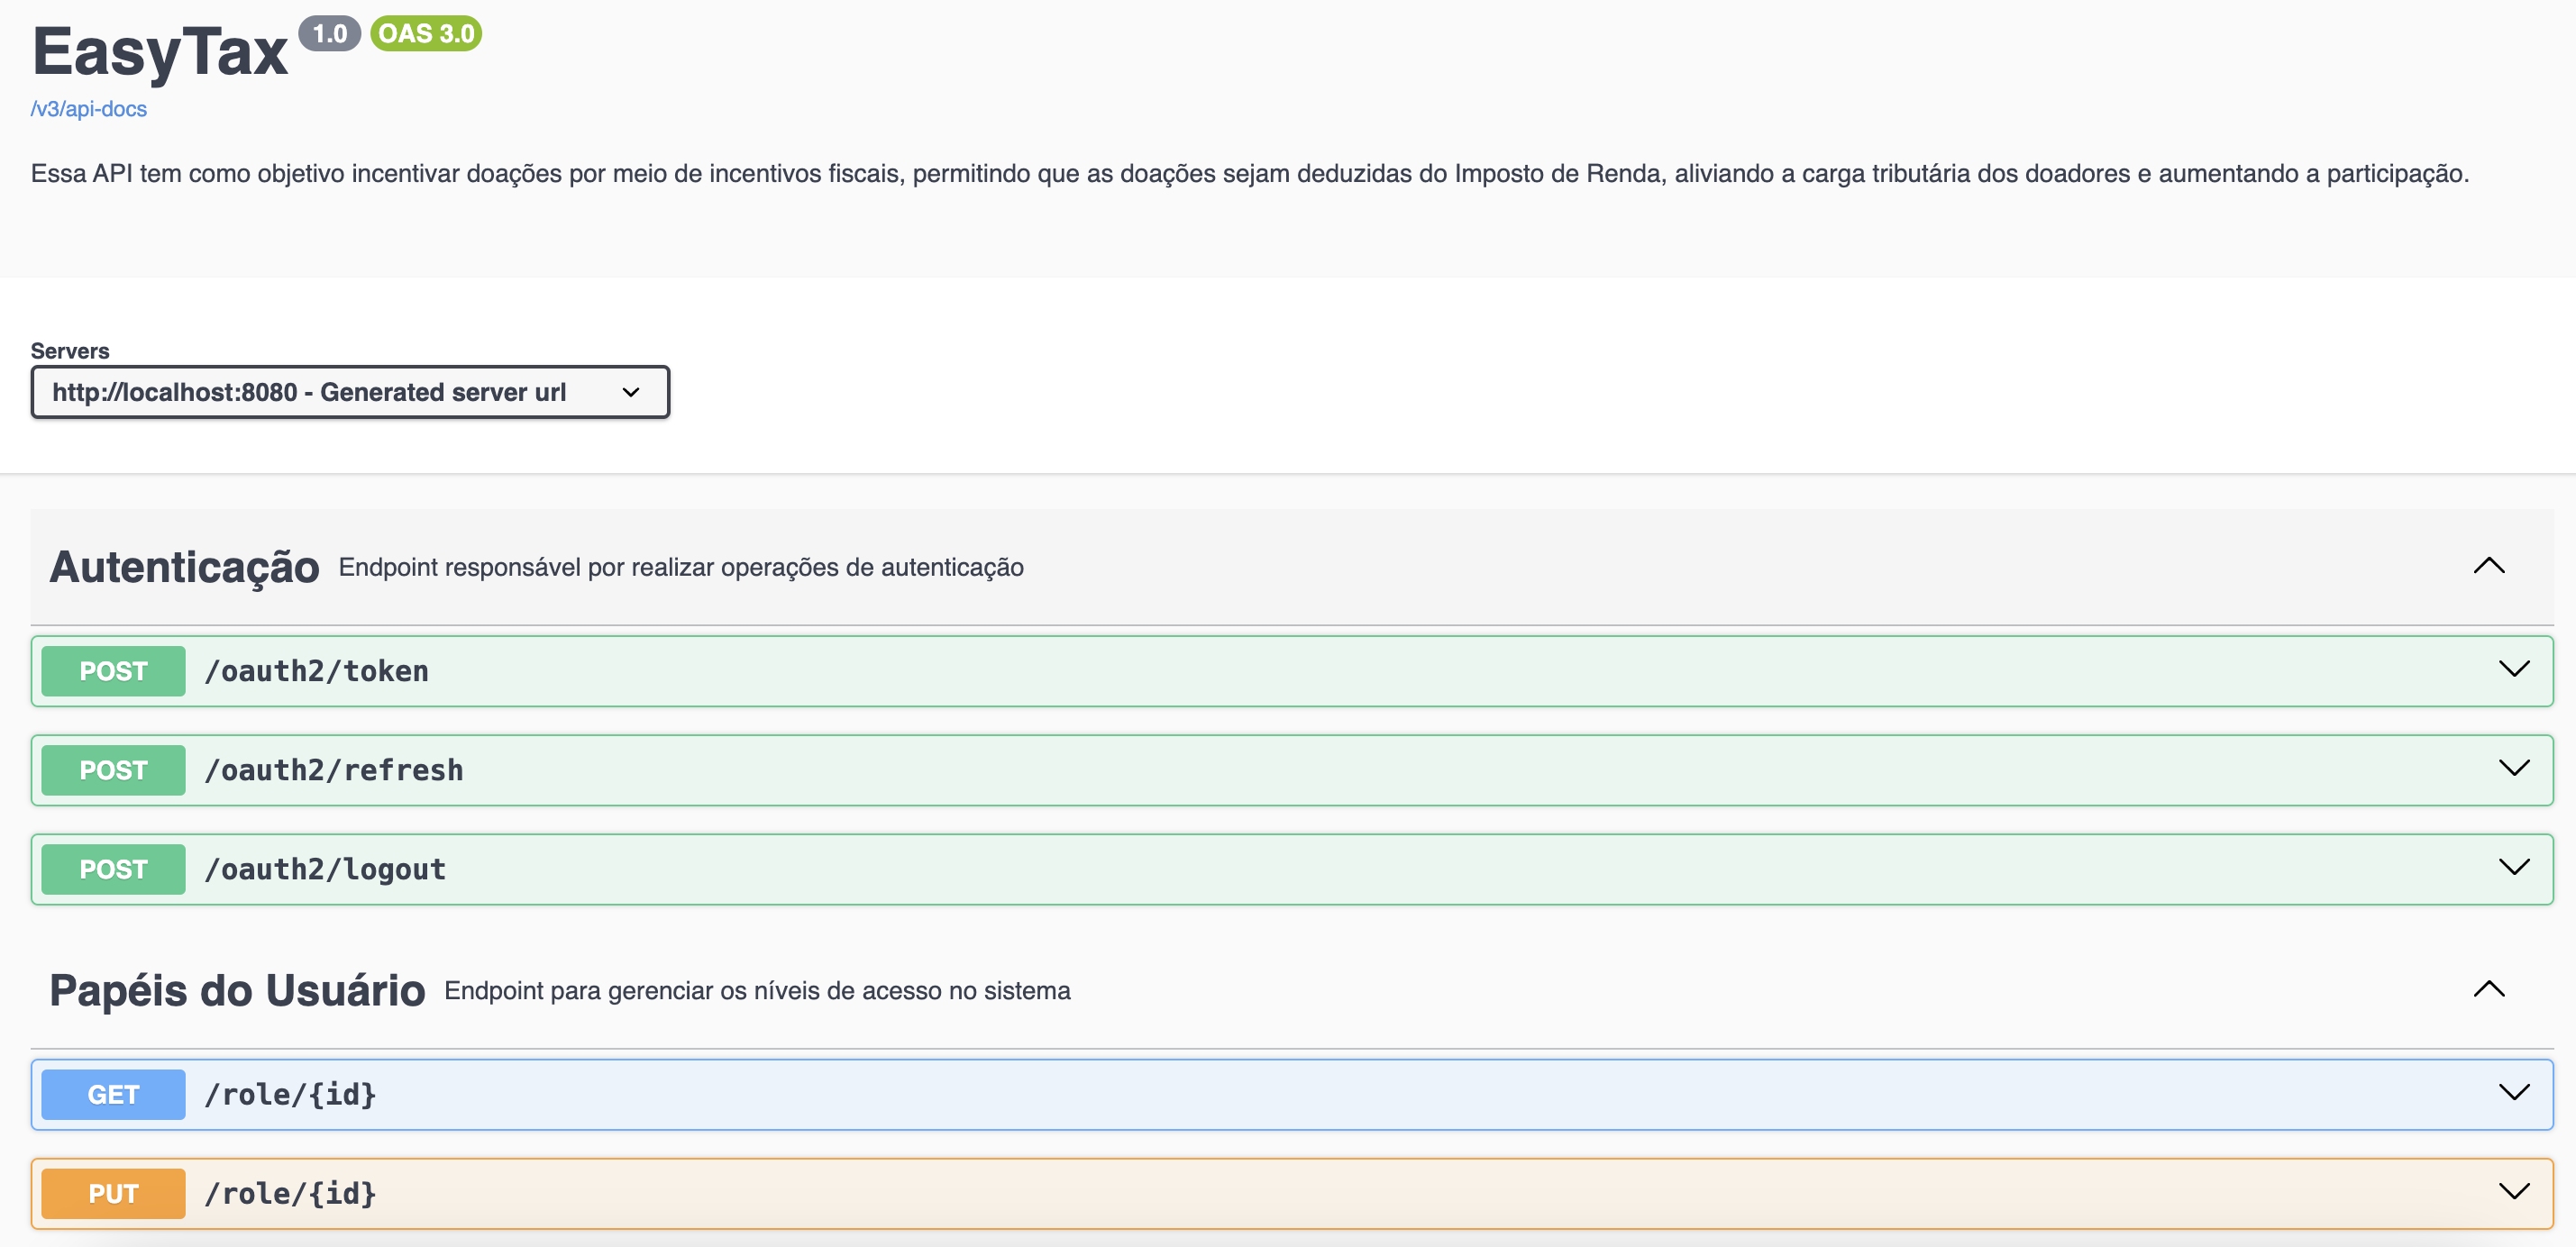 EasyTax 1.0 OAS 3.0
/v3/api-docs
Essa API tem como objetivo incentivar doações por meio de incentivos fiscais, permitindo que as doações sejam deduzidas do Imposto de Renda, aliviando a carga tributária dos doadores e aumentando a participação.
Servers
http://localhost:8080 - Generated server url
Autenticação Endpoint responsável por realizar operações de autenticação
POST /oauth2/token
POST /oauth2/refresh
POST /oauth2/logout
Papéis do Usuário Endpoint para gerenciar os níveis de acesso no sistema
GET /role/{id}
PUT /role/{id}